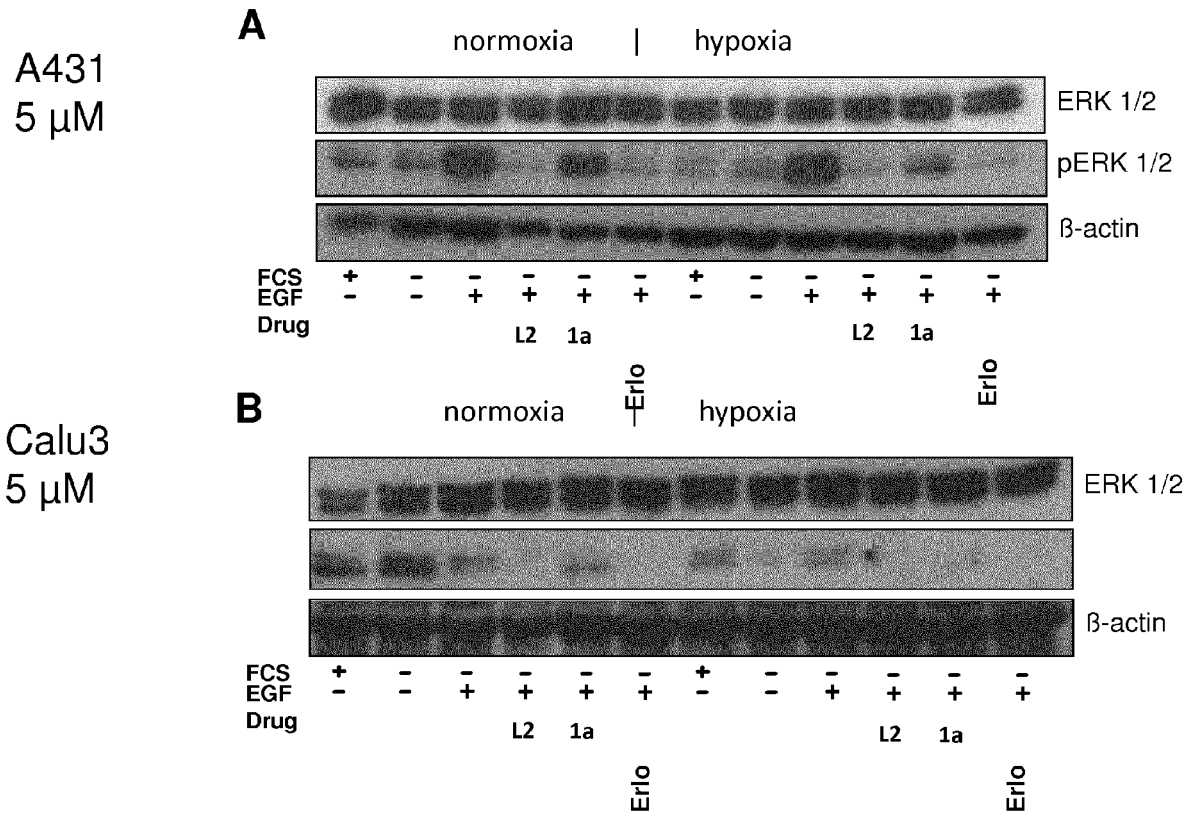 A
normoxia | hypoxia
A431
5 µM
ERK 1/2
pERK 1/2
ß-actin
FCS + - - - - - + - - - - -
EGF - - + + + + - - + + + +
Drug L2 1a Erlo L2 1a Erlo
B
normoxia | hypoxia
Calu3
5 µM
ERK 1/2
ß-actin
FCS + - - - - - + - - - - -
EGF - - + + + + - - + + + +
Drug L2 1a Erlo L2 1a Erlo